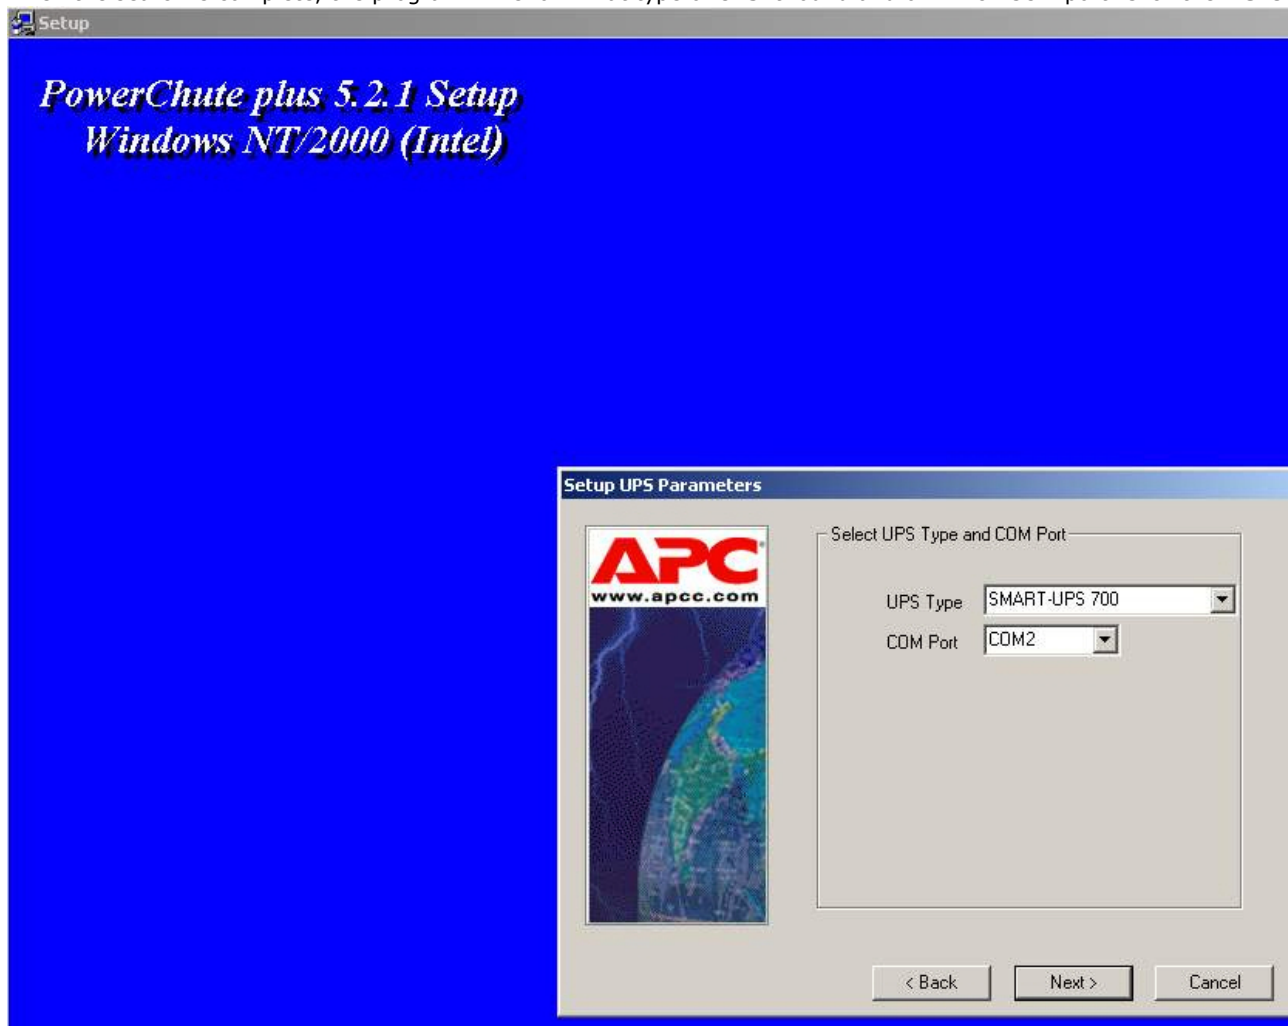 Setup
PowerChute plus 5.2.1 Setup
Windows NT/2000 (Intel)
Setup UPS Parameters
APC
www.apcc.com
Select UPS Type and COM Port
UPS Type SMART-UPS 700
COM Port COM2
< Back Next > Cancel